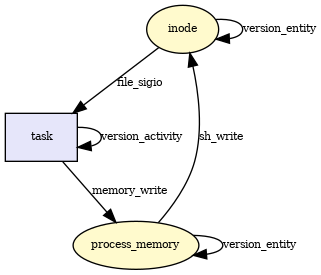 inode
version_entity
file_sigio
task
version_activity
sh_write
memory_write
process_memory
version_entity